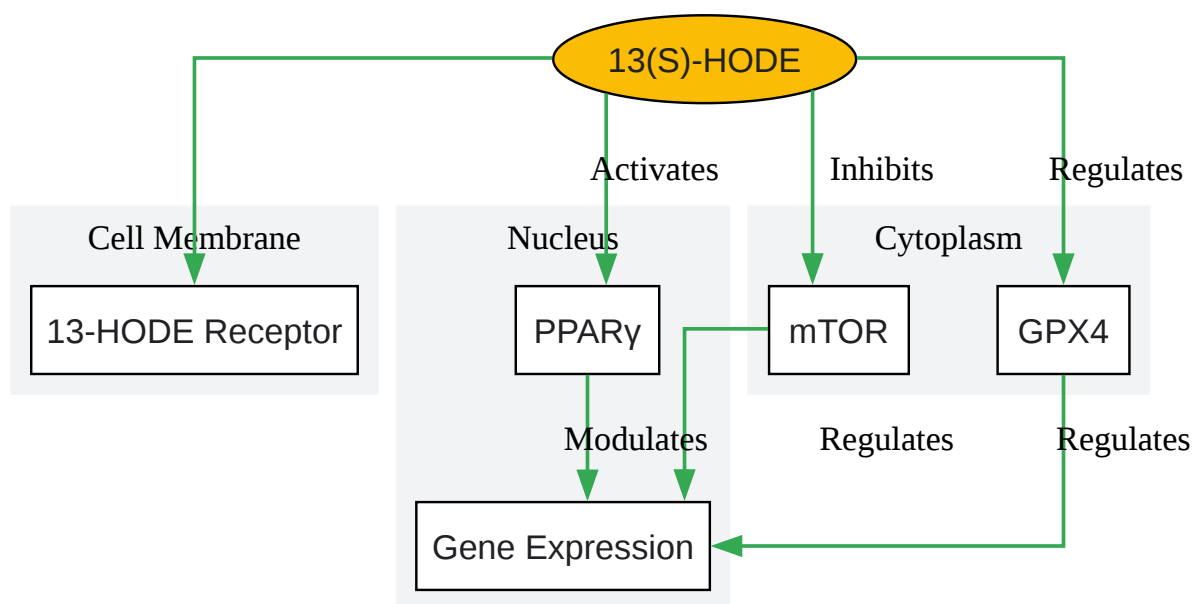 13(S)-HODE
Activates
Inhibits
Regulates
Cell Membrane
Nucleus
Cytoplasm
13-HODE Receptor
PPARγ
mTOR
GPX4
Modulates
Regulates
Regulates
Gene Expression